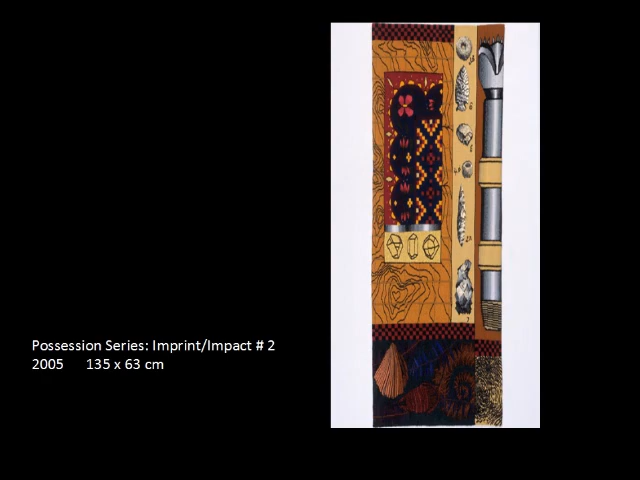 Possession Series: Imprint/Impact # 2
2005 135 x 63 cm